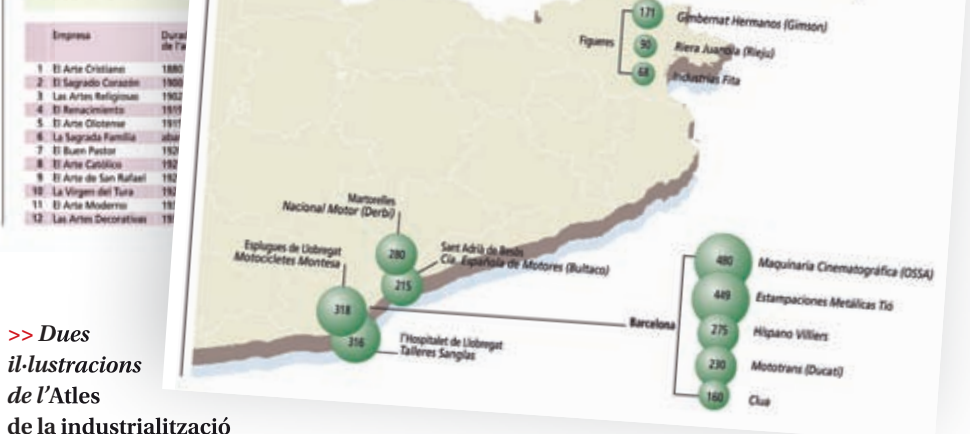 Empresa
1 El Arte Cristiano 1880
2 El Sagrado Corazón 1900
3 Las Artes Religiosas 1902
4 El Renacimiento
5 El Arte Olotense
6 La Sagrada Familia
7 El Buen Pastor
8 El Arte Católico
9 El Arte de San Rafael
10 La Virgen del Tura
11 El Arte Moderno
12 Las Artes Decorativas
Figueres
171 Gimbernat Hermanos (Gimson)
90 Riera Juanola (Rieju)
68 Industrias Fita
Martorelles
Nacional Motor (Derbi)
280
Esplugues de Llobregat
Motocicletes Montesa
318
Sant Adrià de Besòs
Cía. Española de Motores (Bultaco)
215
316
l'Hospitalet de Llobregat
Talleres Sanglas
Barcelona
480 Maquinaria Cinematográfica (OSSA)
449 Estampaciones Metálicas Tió
275 Hispano Villiers
230 Mototrans (Ducati)
160 Clua
>> Dues
il·lustracions
de l'Atles
de la industrialització